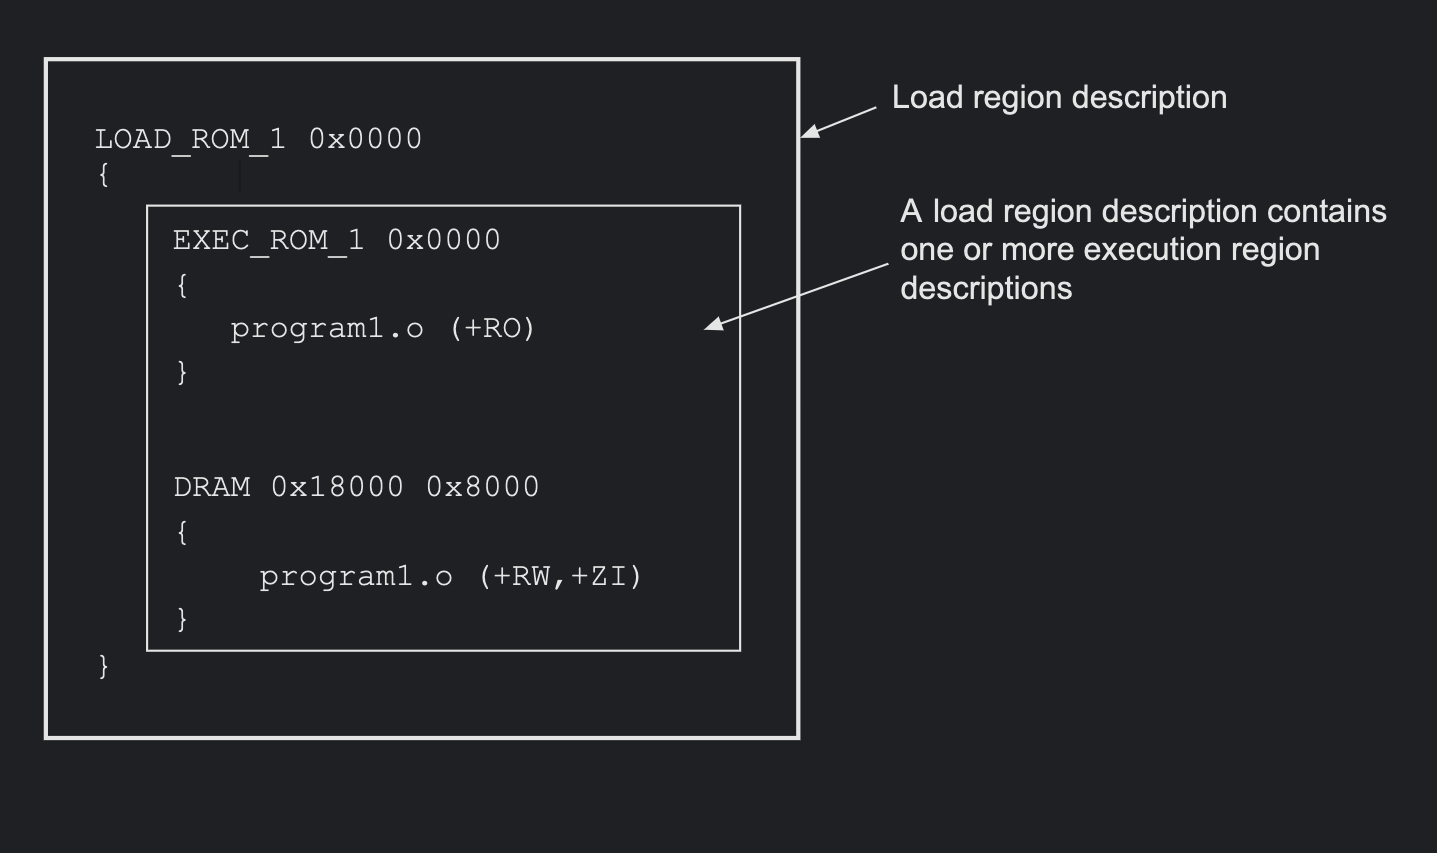 Load region description
LOAD_ROM_1 0x0000
{
A load region description contains
one or more execution region
descriptions
EXEC_ROM_1 0x0000
{
program1.o (+RO)
}
DRAM 0x18000 0x8000
{
program1.o (+RW,+ZI)
}
}